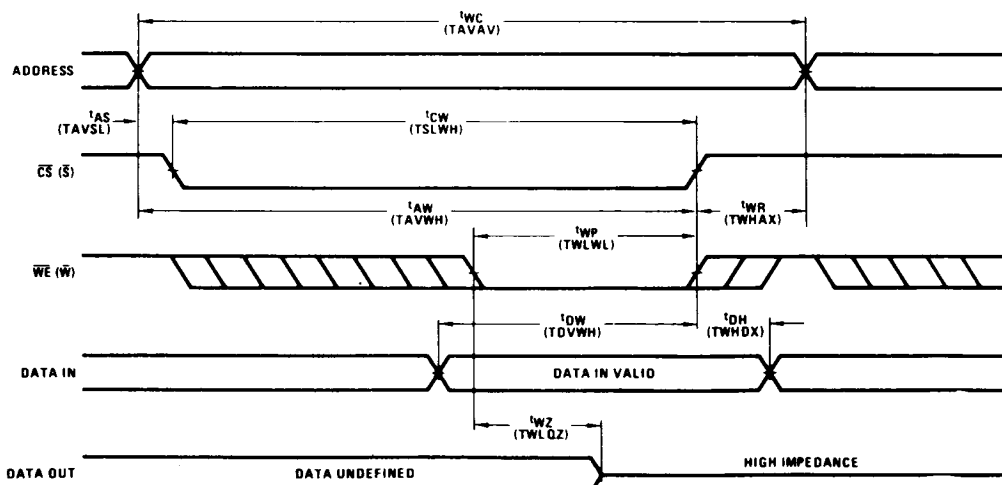 tWC
(TAVAV)
ADDRESS
tAS
(TAVSL)
tCW
(TSLWH)
CS (S)
tAW
(TAVWH)
tWR
(TWHAX)
tWP
(TWLWL)
WE (W)
tDW
(TDVWH)
tDH
(TWHDX)
DATA IN
DATA IN VALID
tWZ
(TWLQZ)
DATA OUT
DATA UNDEFINED
HIGH IMPEDANCE